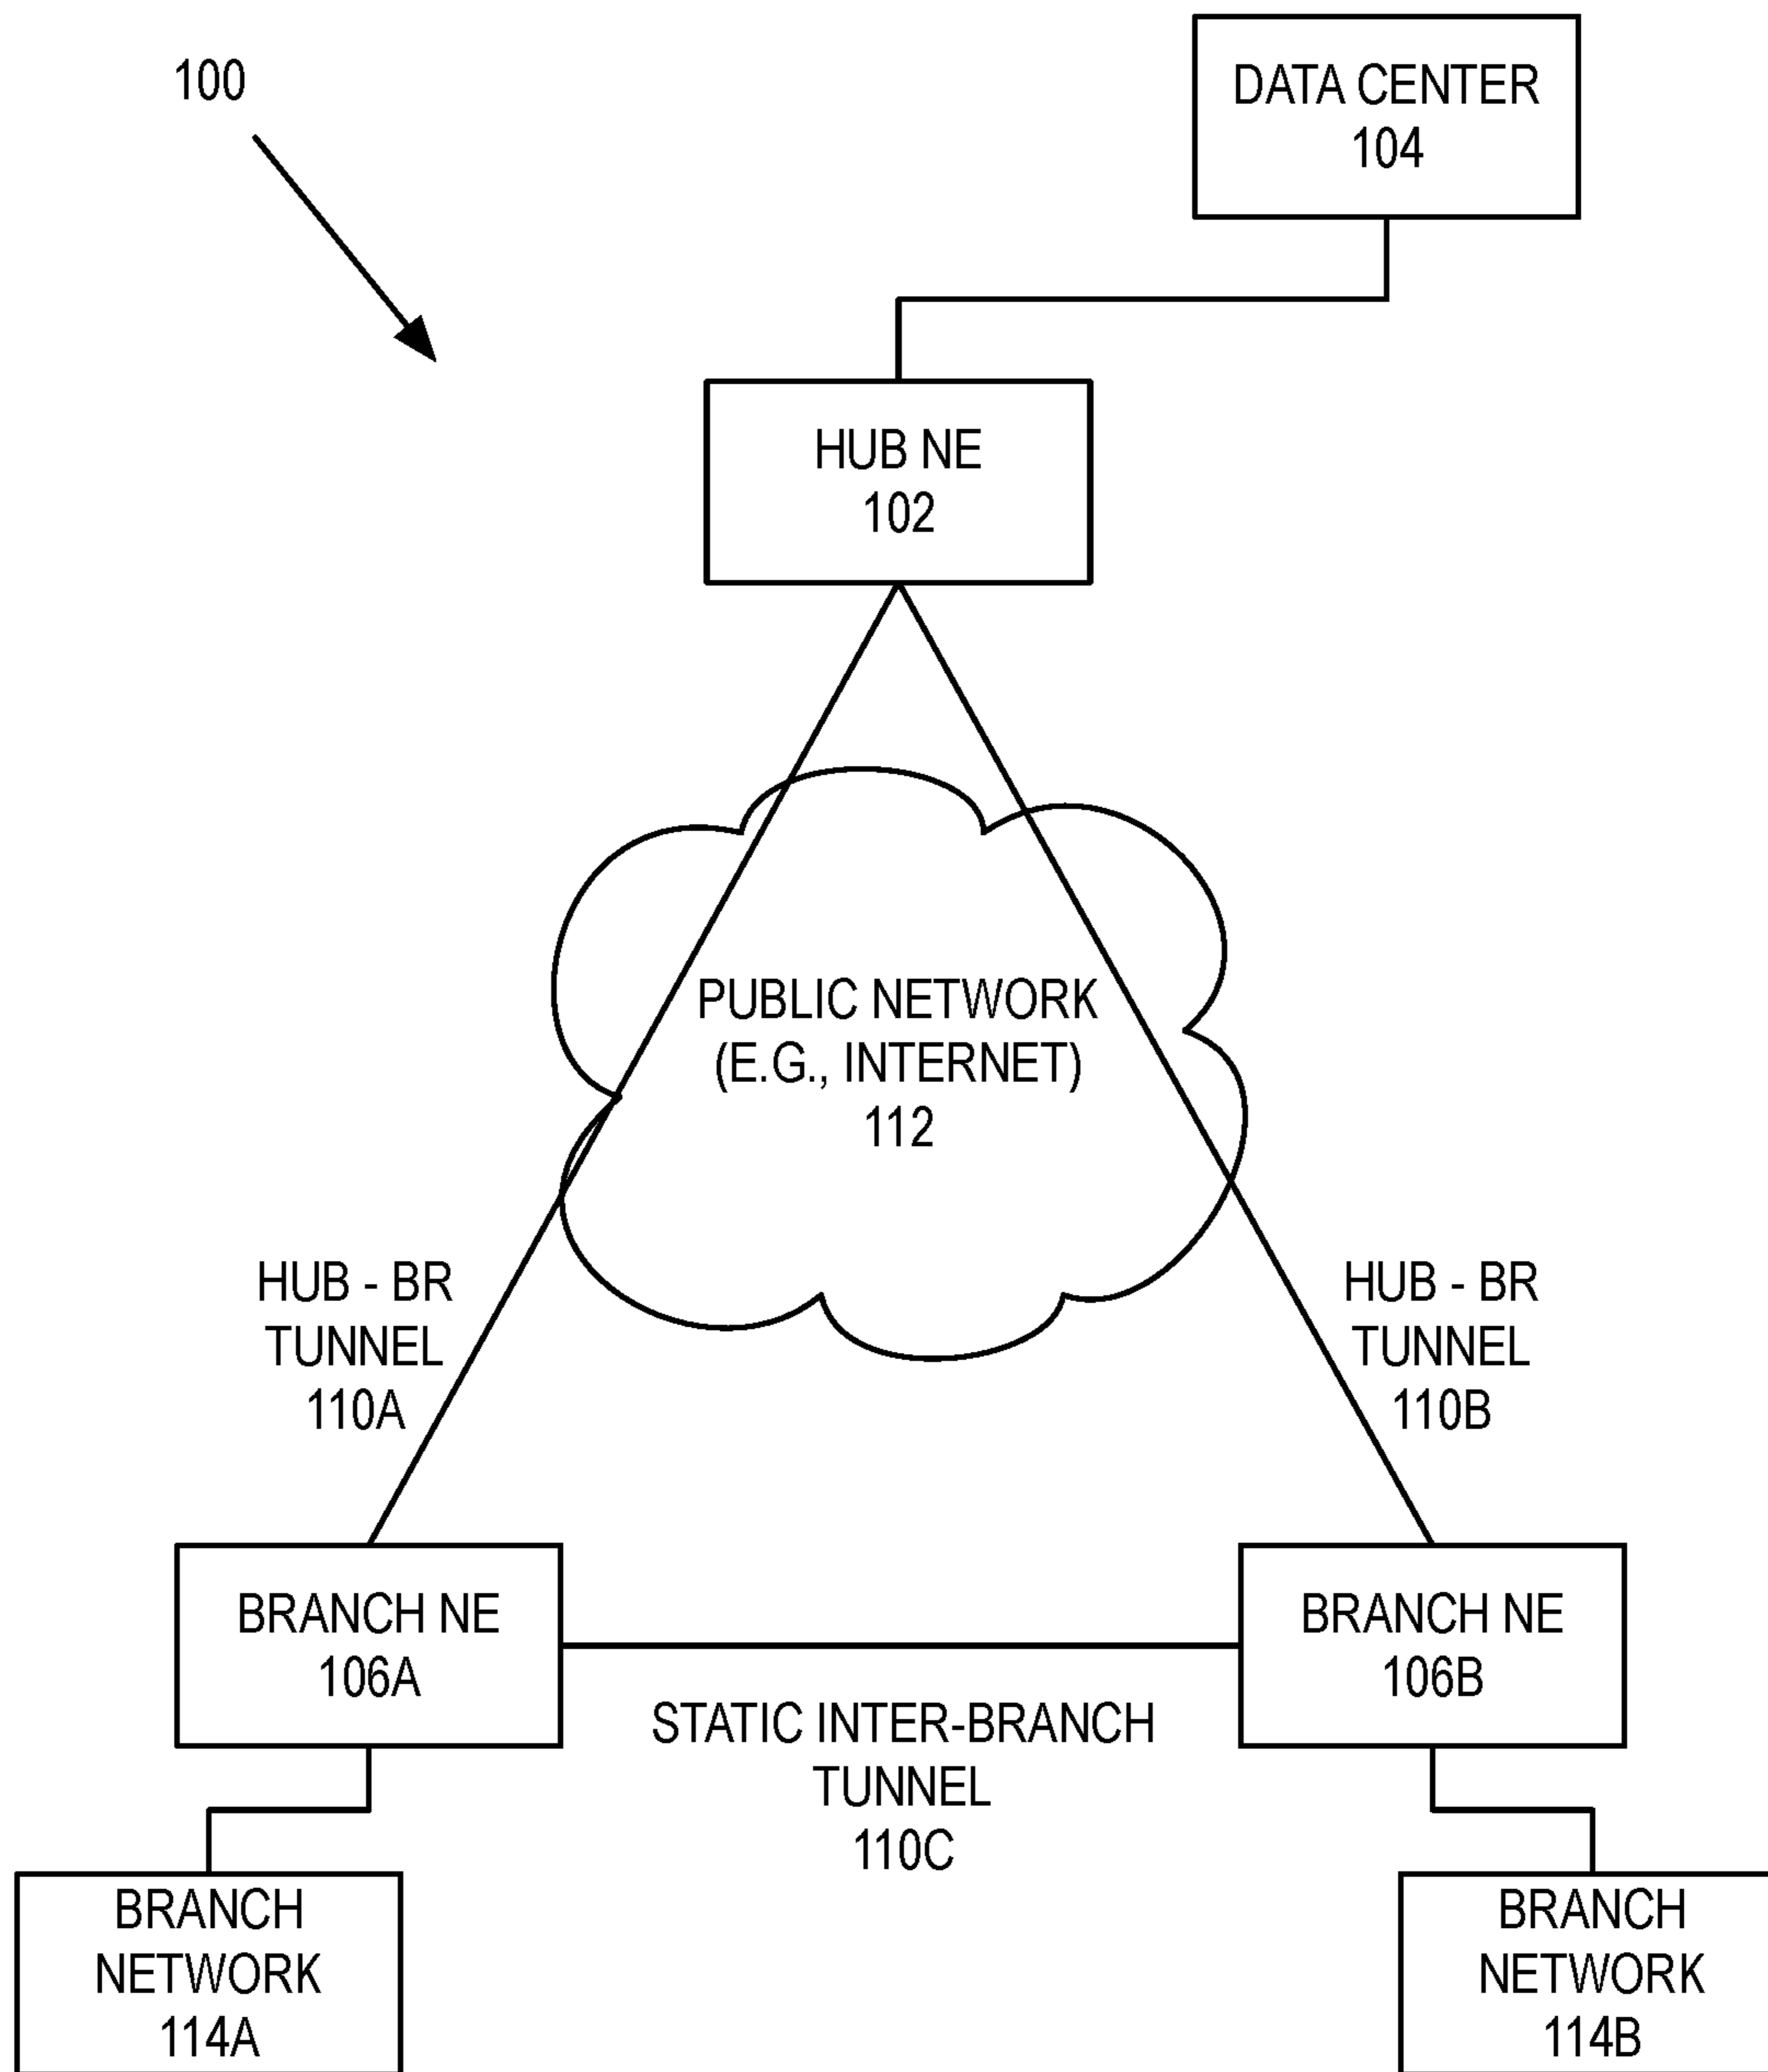 100
DATA CENTER
104
HUB NE
102
PUBLIC NETWORK
(E.G., INTERNET)
112
HUB - BR
TUNNEL
110A
HUB - BR
TUNNEL
110B
BRANCH NE
106A
BRANCH NE
106B
STATIC INTER-BRANCH
TUNNEL
110C
BRANCH
NETWORK
114A
BRANCH
NETWORK
114B